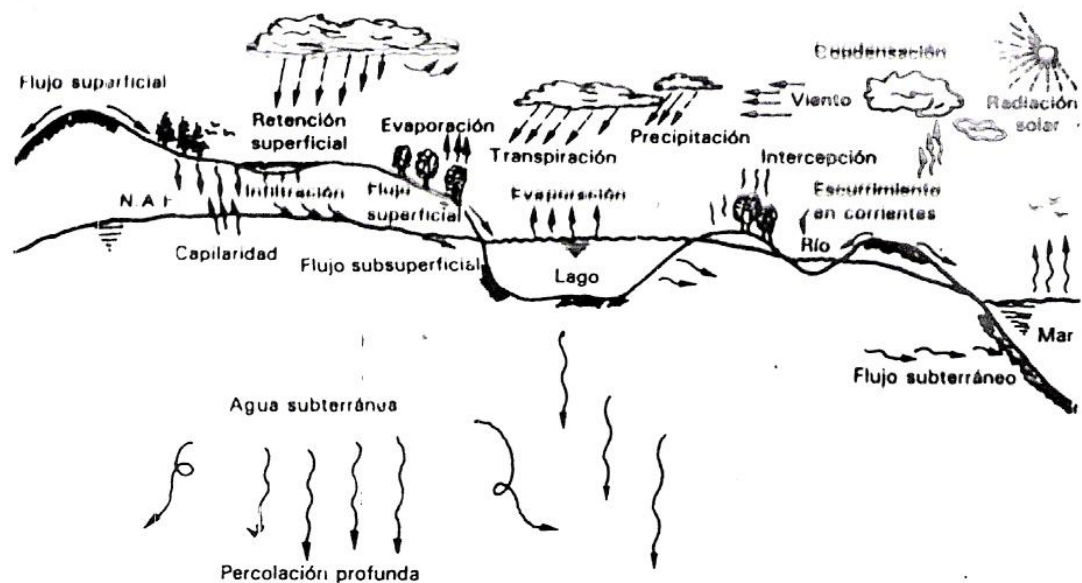 Condensación
Flujo superficial
Viento
Radiación
solar
Retención
superficial
Evaporación
Precipitación
Transpiración
Intercepción
Infiltración
Flujo
superficial
Evaporación
Escurrimiento
en corrientes
N.A.F.
Capilaridad
Flujo subsuperficial
Lago
Río
Mar
Flujo subterráneo
Agua subterránea
Percolación profunda